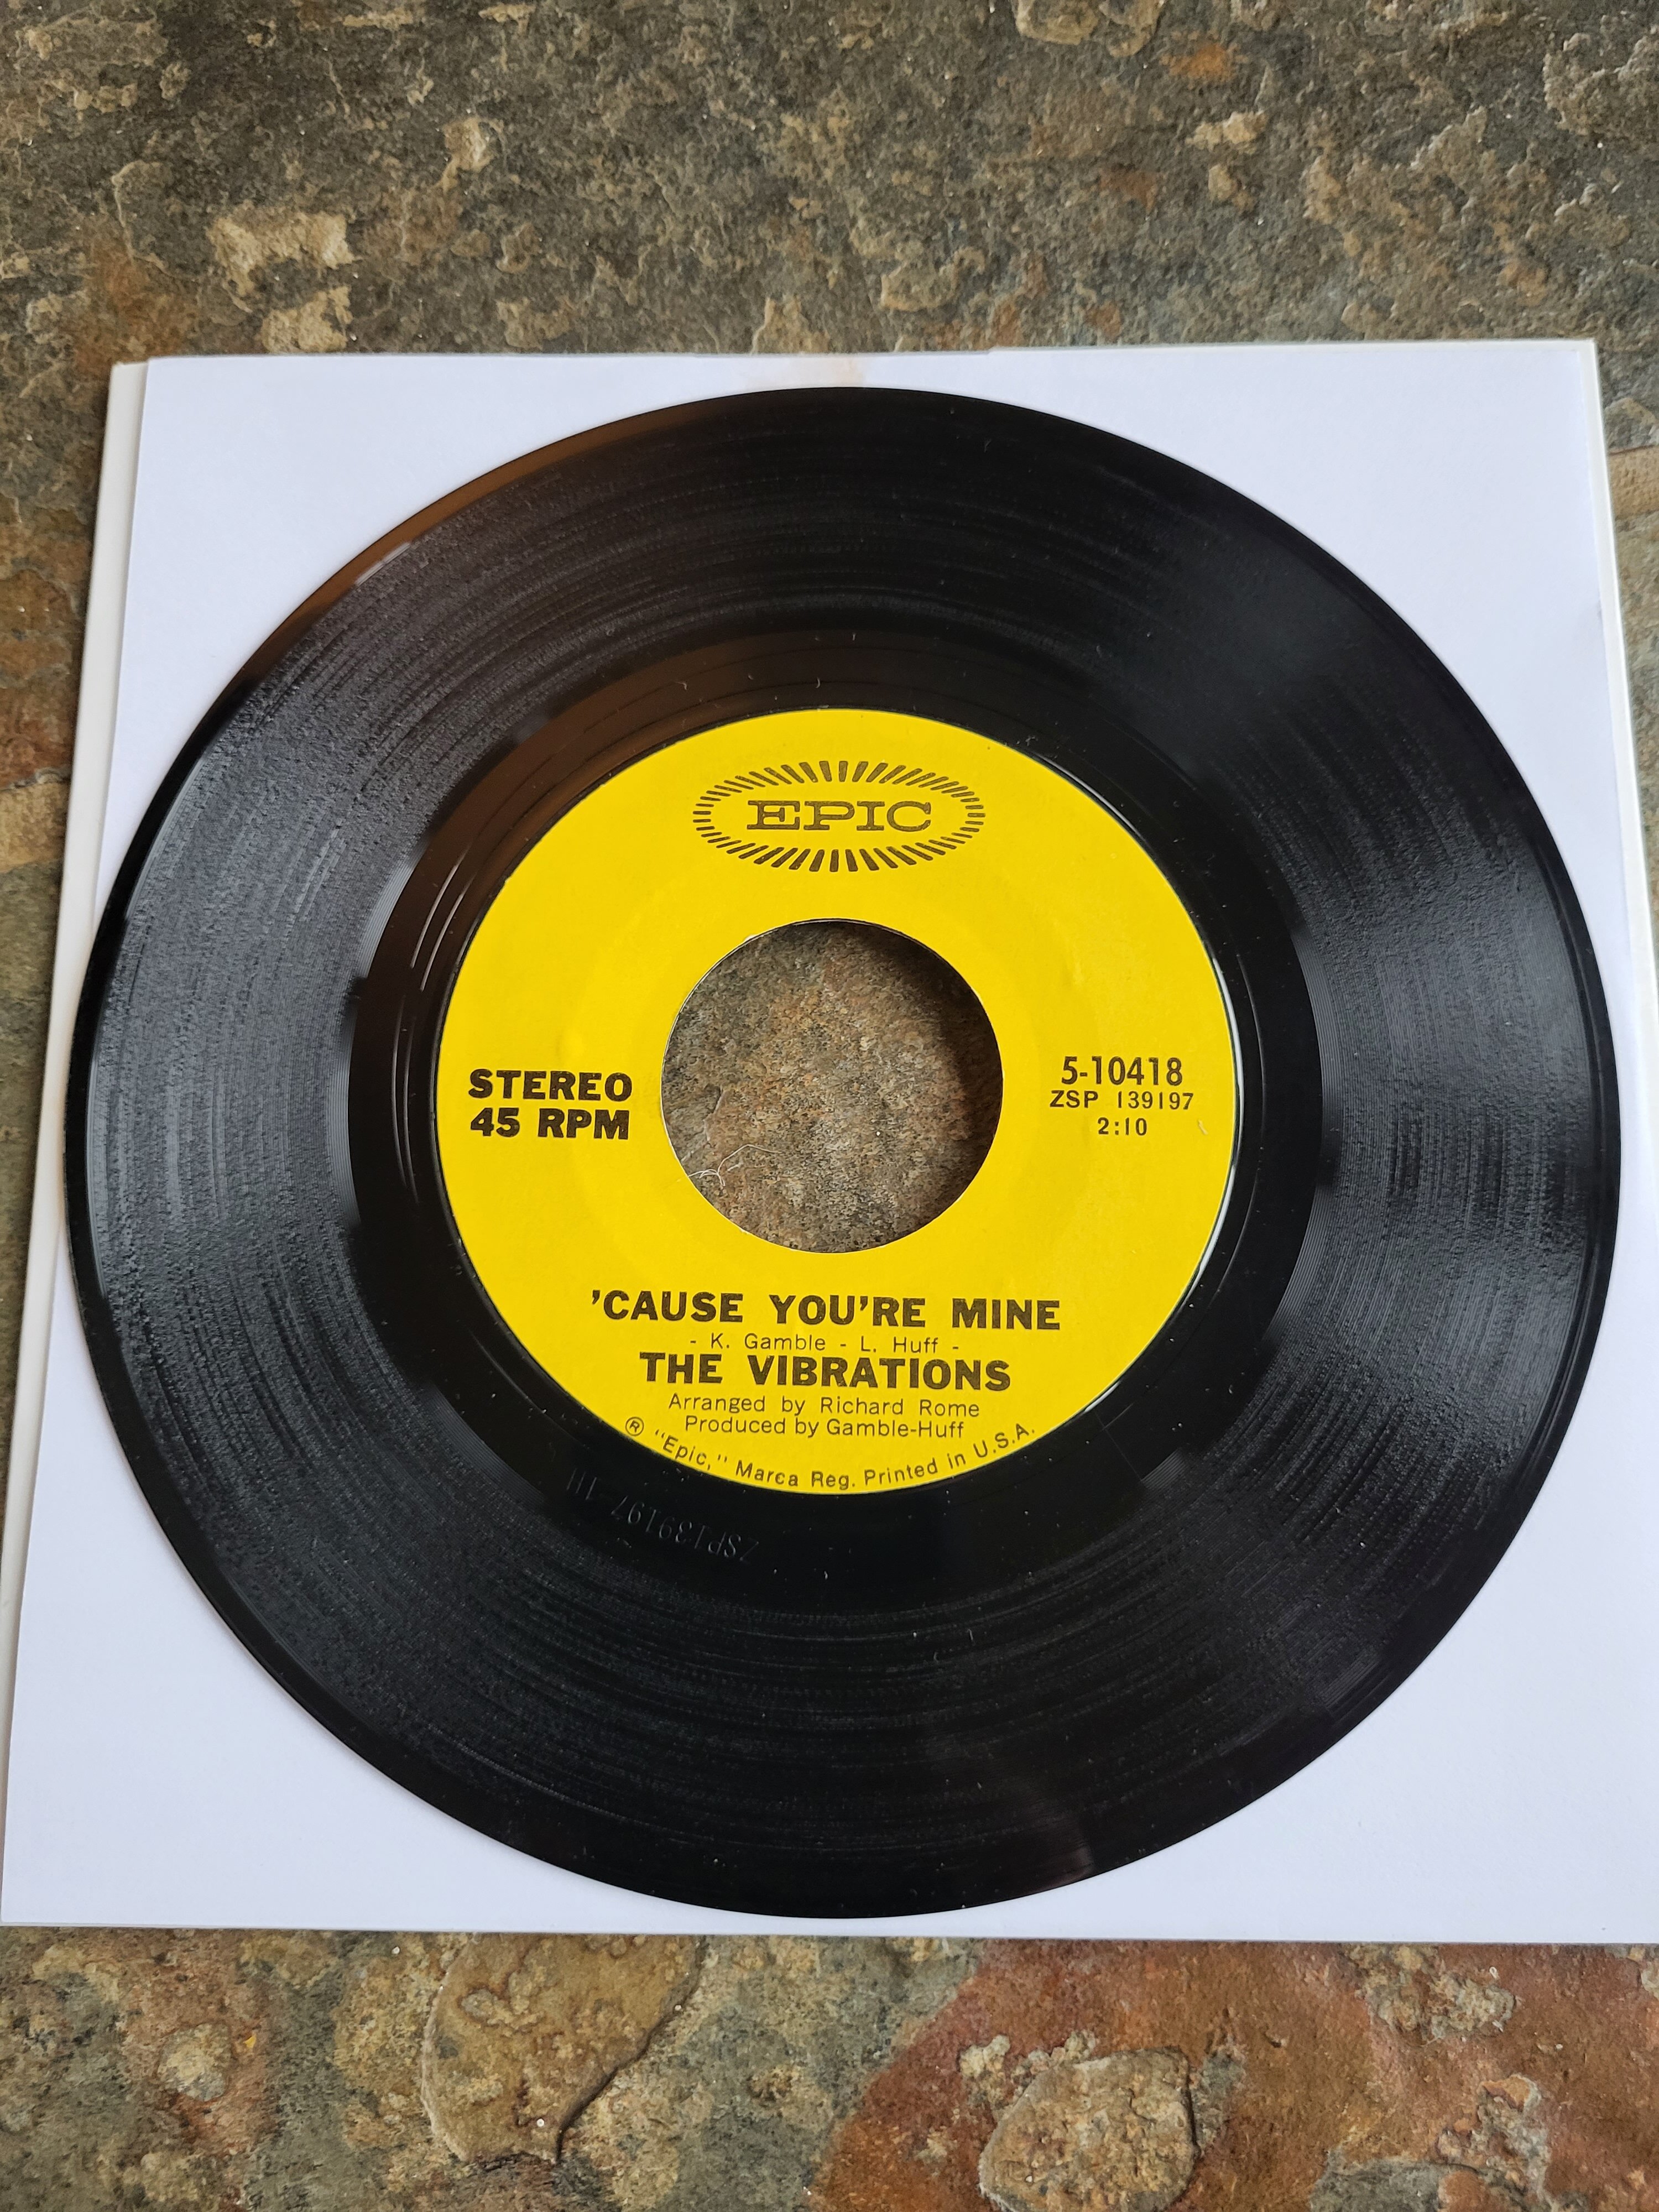 EPIC
STEREO
45 RPM
5-10418
ZSP 139197
2:10
'CAUSE YOU'RE MINE
- K. Gamble - L. Huff -
THE VIBRATIONS
Arranged by Richard Rome
Produced by Gamble-Huff
Ⓡ "Epic," Marca Reg. Printed in U.S.A.
ZSP139197-1H